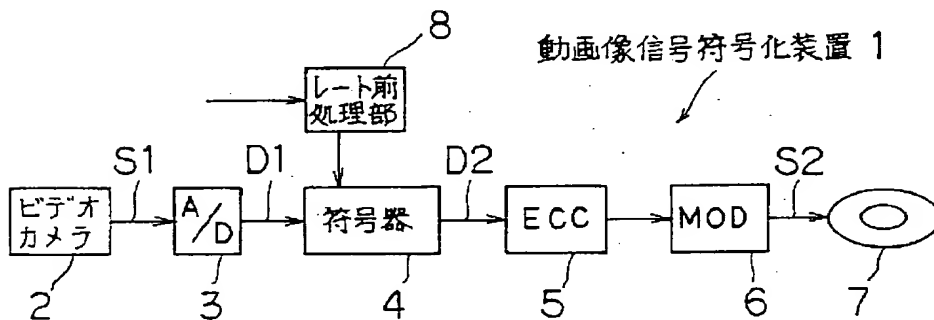 8
動画像信号符号化装置 1
レート前
処理部
S1
D1
D2
S2
ビデオ
カメラ
A/D
符号器
ECC
MOD
2
3
4
5
6
7